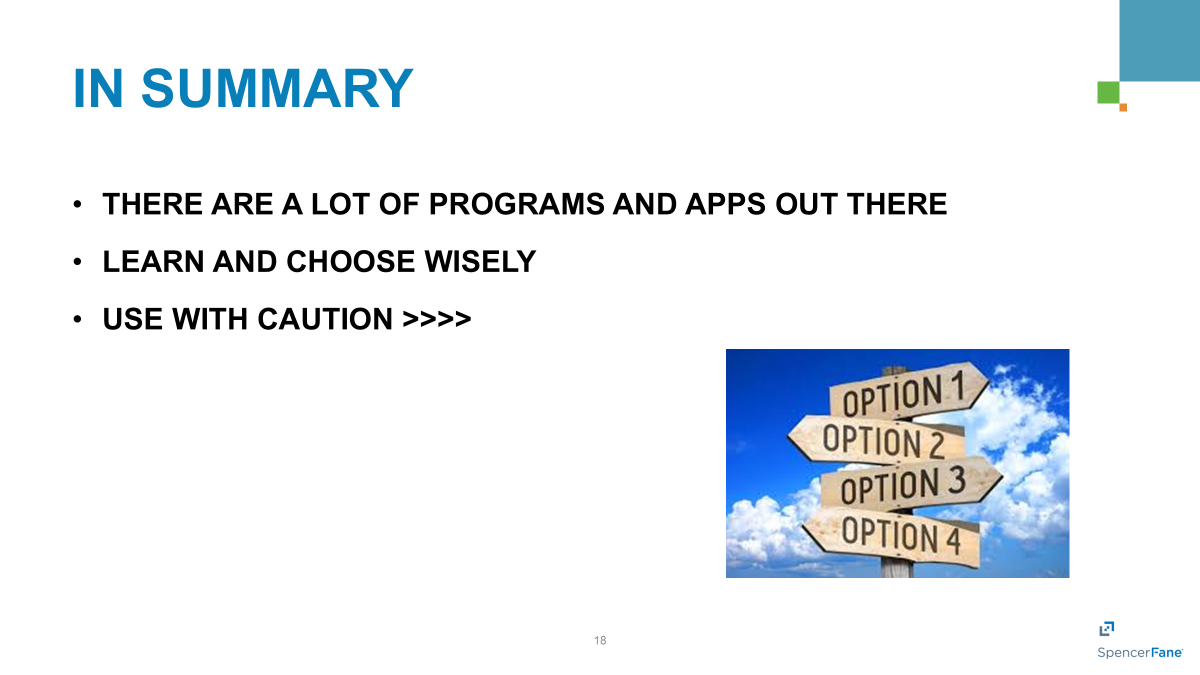 IN SUMMARY
• THERE ARE A LOT OF PROGRAMS AND APPS OUT THERE
• LEARN AND CHOOSE WISELY
• USE WITH CAUTION >>>>
OPTION 1
OPTION 2
OPTION 3
OPTION 4
18
SpencerFane